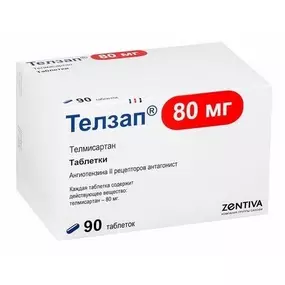 90 таблеток
Телзап® 80 мг
Телмисартан
Таблетки
Ангиотензина II рецепторов антагонист
Каждая таблетка содержит
действующее вещество:
телмисартан – 80 мг.
90 таблеток
ZENTIVA